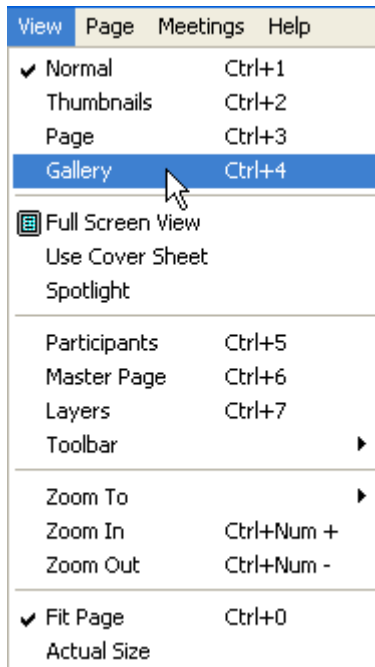 View Page Meetings Help
Normal Ctrl+1
Thumbnails Ctrl+2
Page Ctrl+3
Gallery Ctrl+4
Full Screen View
Use Cover Sheet
Spotlight
Participants Ctrl+5
Master Page Ctrl+6
Layers Ctrl+7
Toolbar
Zoom To
Zoom In Ctrl+Num +
Zoom Out Ctrl+Num -
Fit Page Ctrl+0
Actual Size